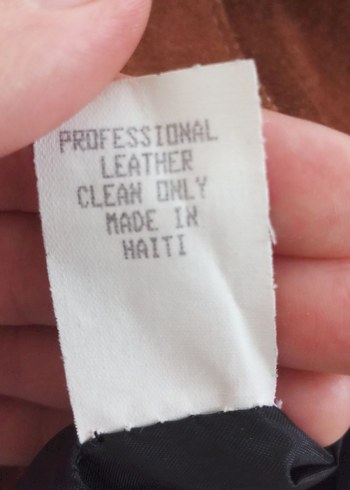 PROFESSIONAL
LEATHER
CLEAN ONLY
MADE IN
HAITI